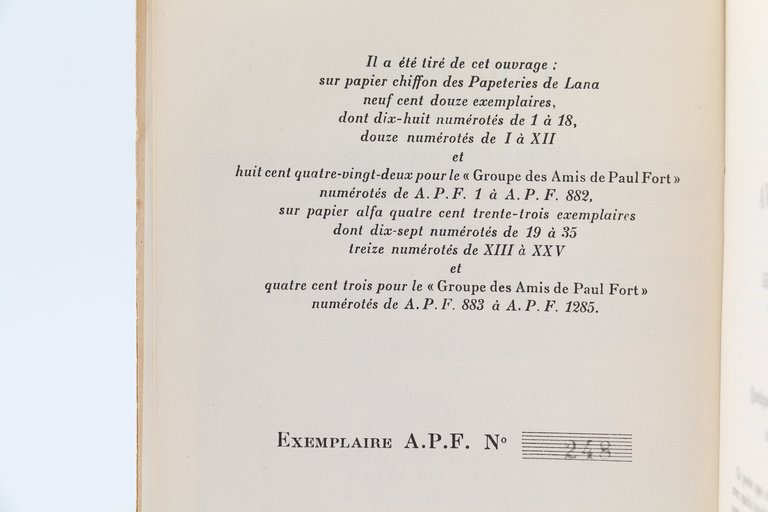 Il a été tiré de cet ouvrage :
sur papier chiffon des Papeteries de Lana
neuf cent douze exemplaires,
dont dix-huit numérotés de 1 à 18,
douze numérotés de I à XII
et
huit cent quatre-vingt-deux pour le « Groupe des Amis de Paul Fort »
numérotés de A. P. F. 1 à A. P. F. 882,
sur papier alfa quatre cent trente-trois exemplaires
dont dix-sept numérotés de 19 à 35
treize numérotés de XIII à XXV
et
quatre cent trois pour le « Groupe des Amis de Paul Fort »
numérotés de A. P. F. 883 à A. P. F. 1285.
EXEMPLAIRE A.P.F. Nº 248